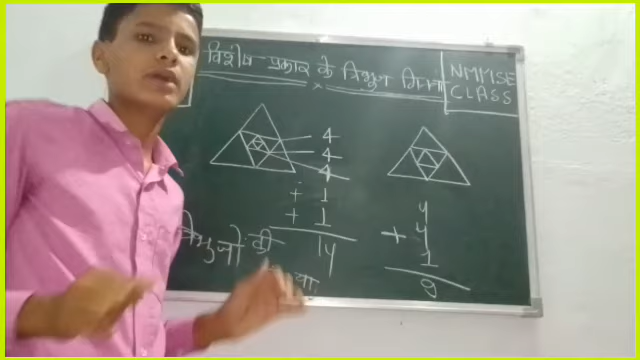 विशेष प्रकार के त्रिभुज गिनना
NMMSE
CLASS
4
4
4
+ 1
+ 1
14
4
+ 4
1
9
त्रिभुजो की